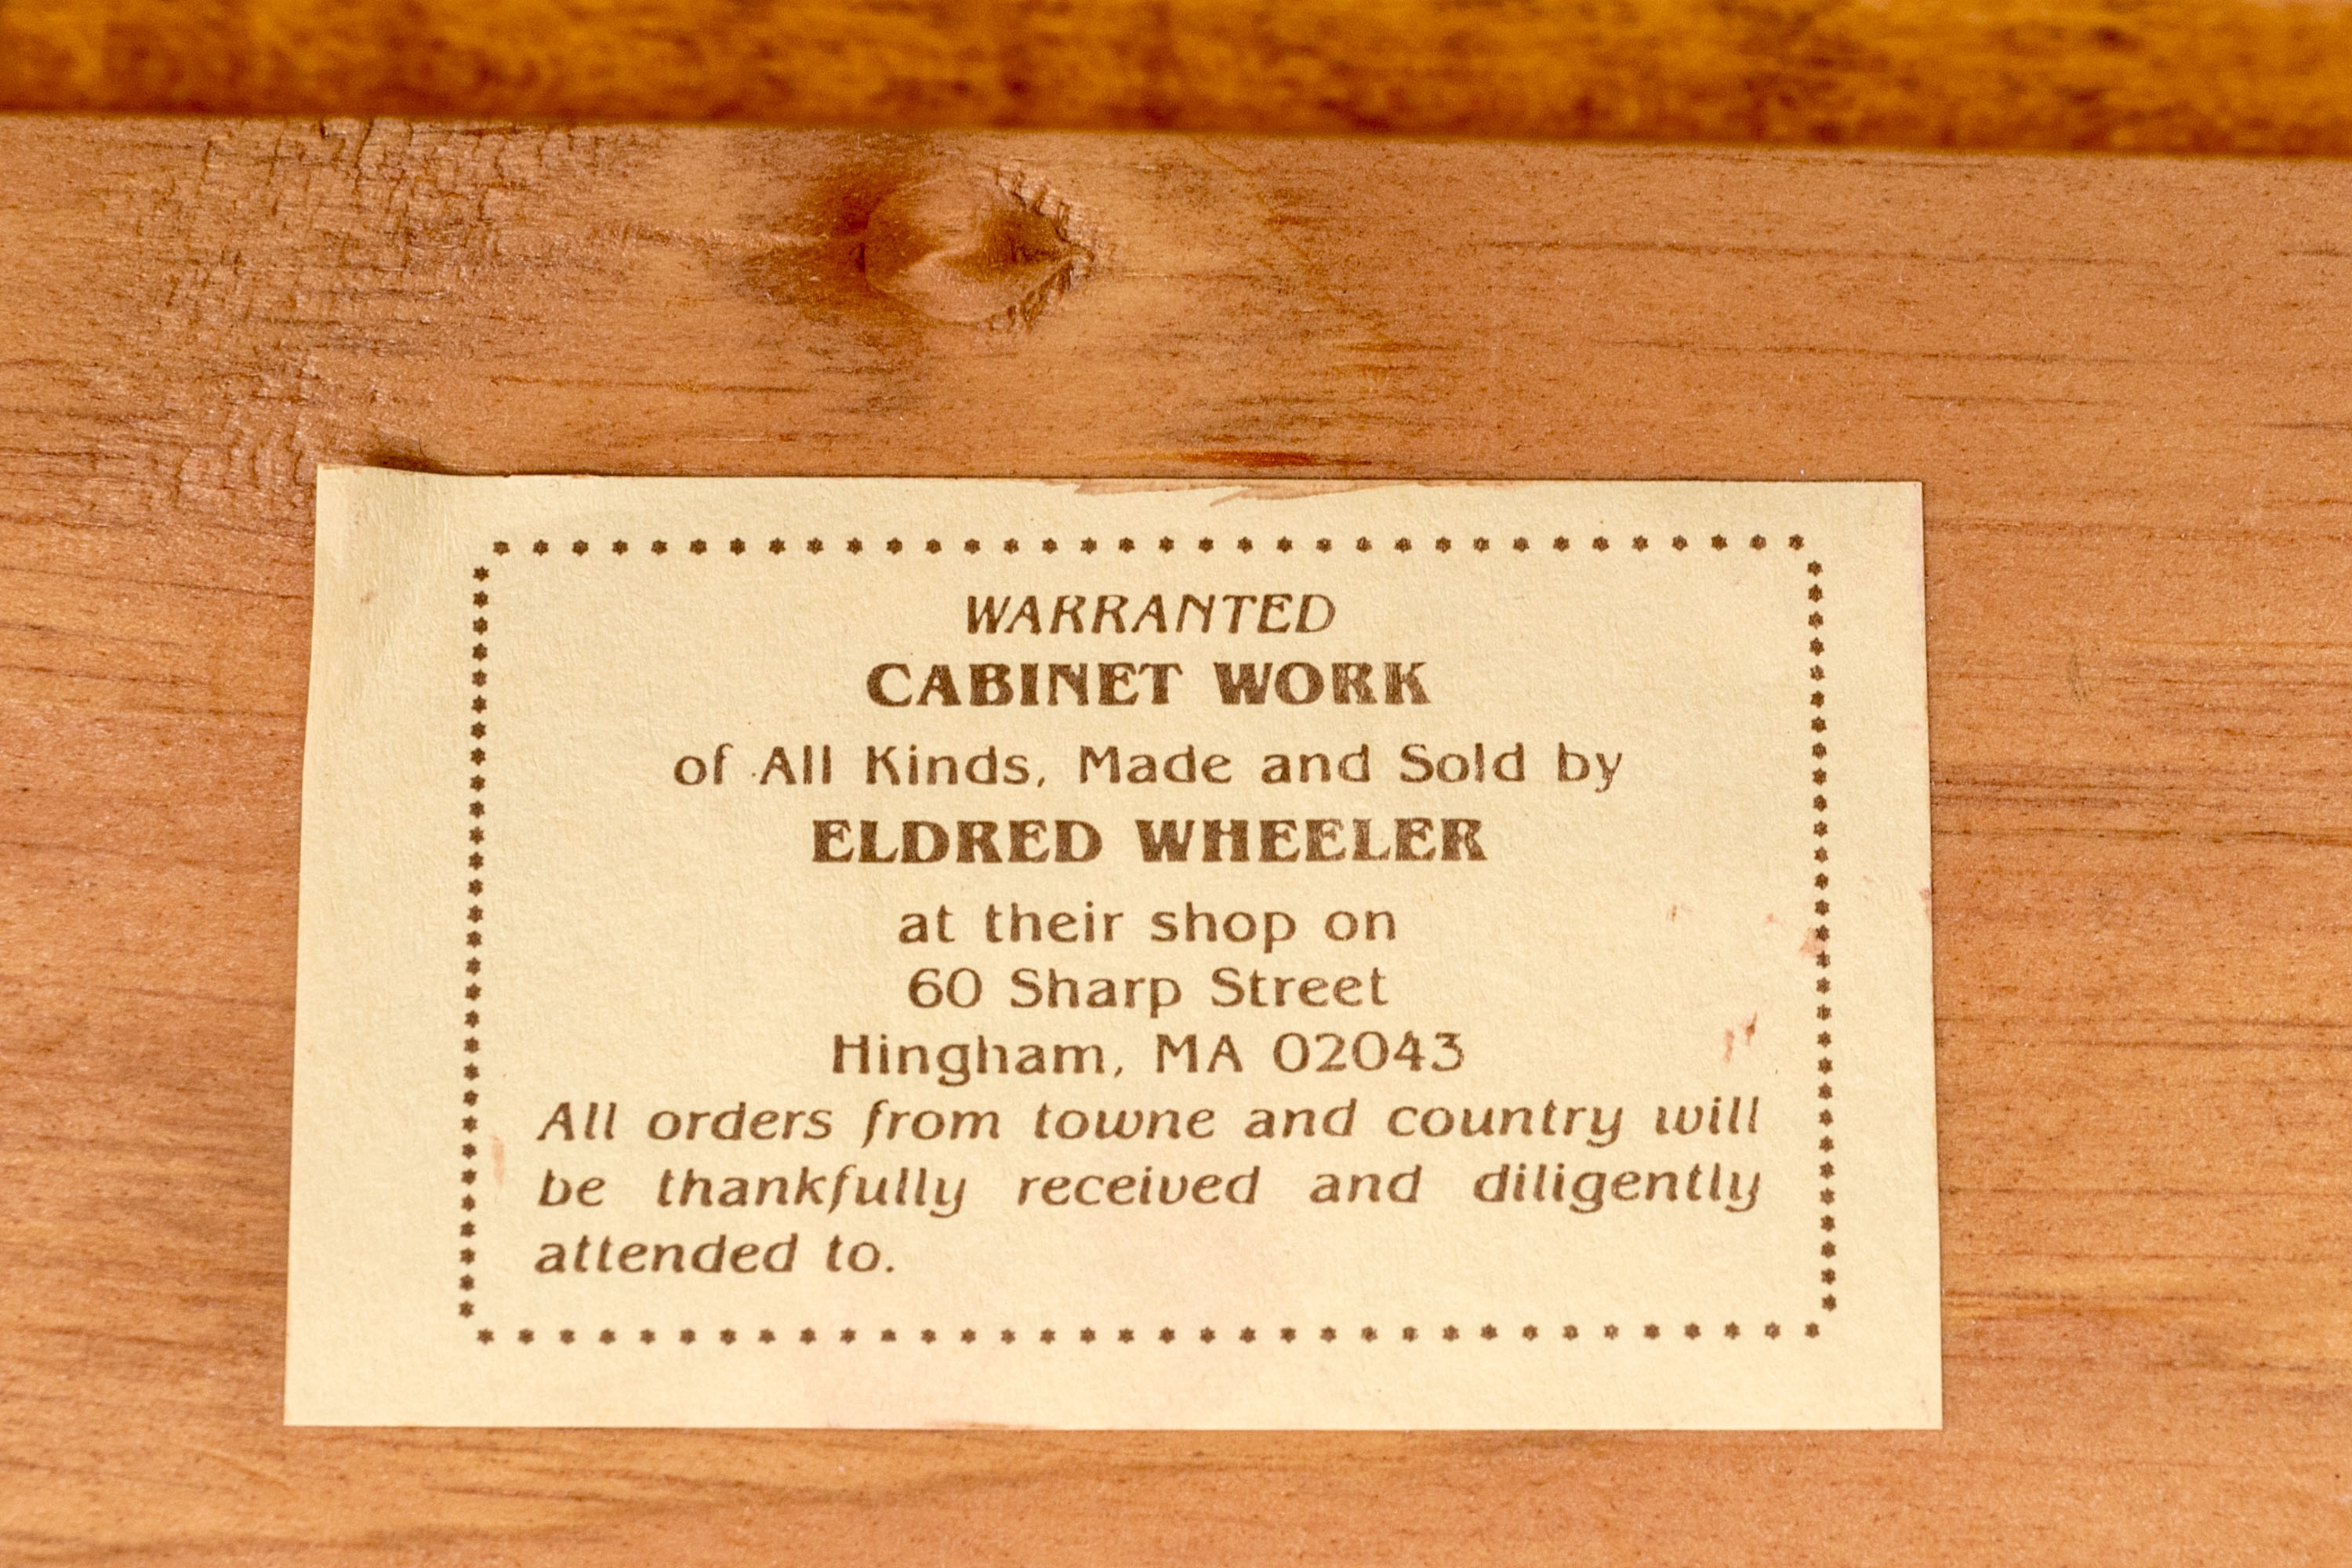 WARRANTED
CABINET WORK
of All Kinds, Made and Sold by
ELDRED WHEELER
at their shop on
60 Sharp Street
Hingham, MA 02043
All orders from towne and country will
be thankfully received and diligently
attended to.